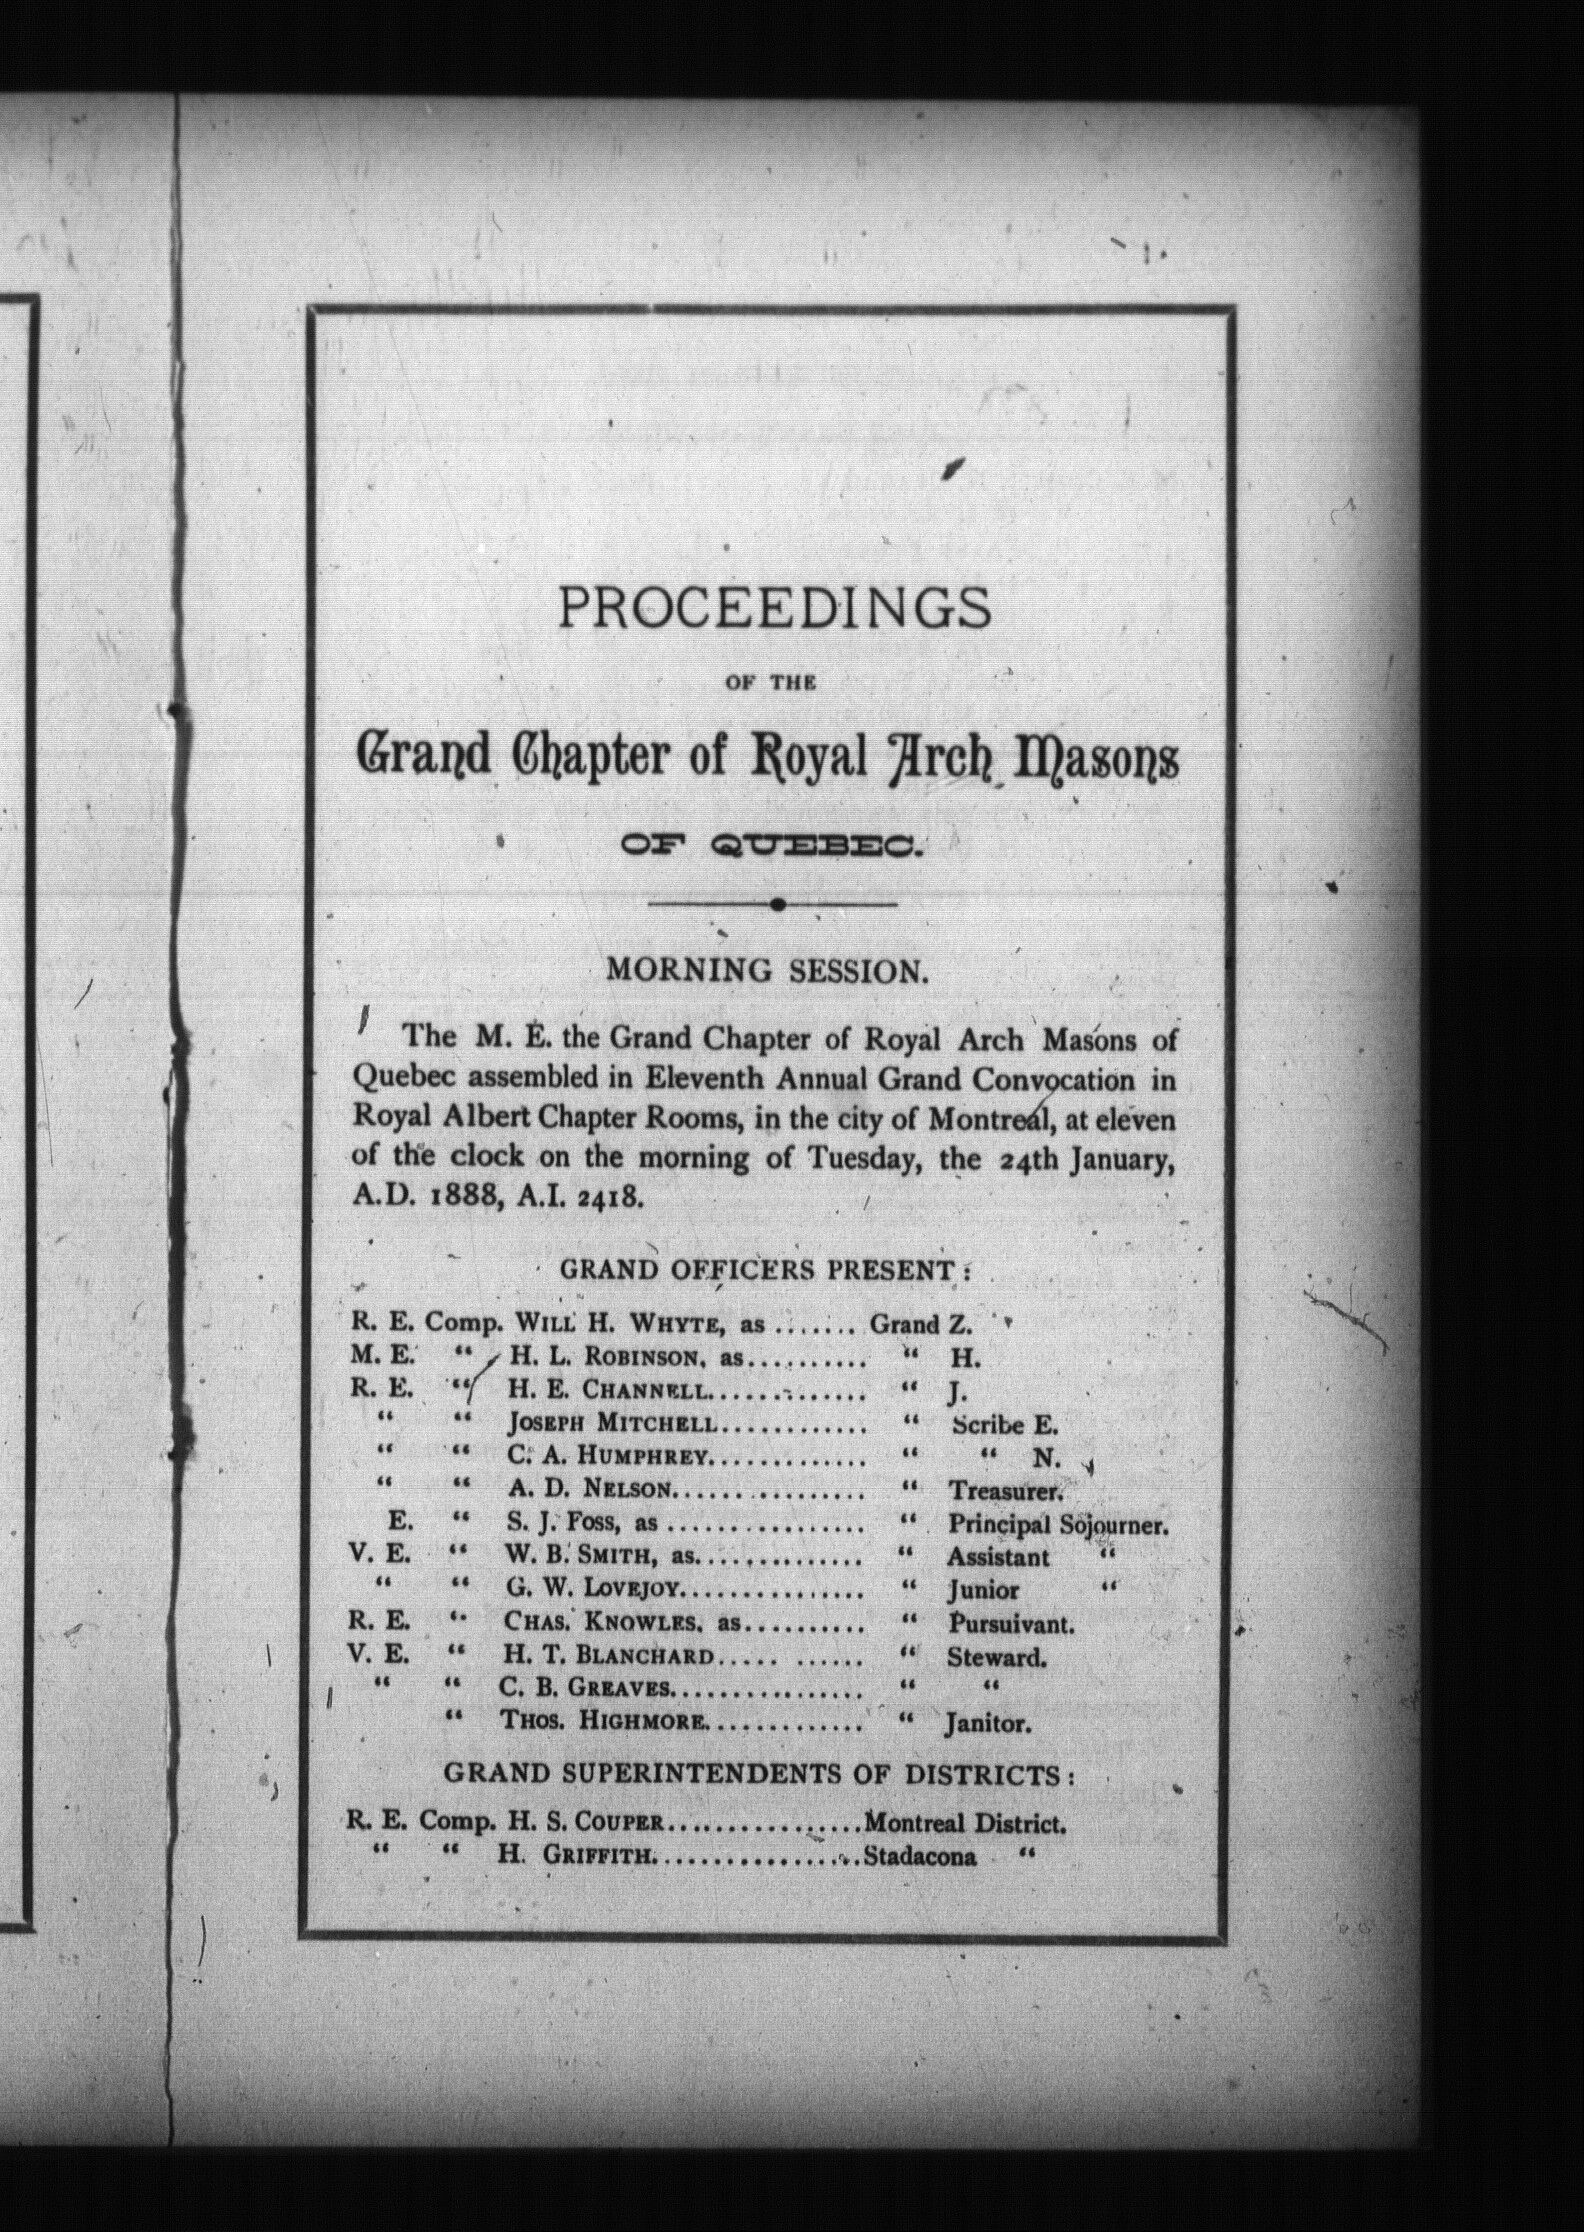 PROCEEDINGS
OF THE
Grand Chapter of Royal Arch Masons
OF QUEBEC.
MORNING SESSION.
The M. E. the Grand Chapter of Royal Arch Masons of
Quebec assembled in Eleventh Annual Grand Convocation in
Royal Albert Chapter Rooms, in the city of Montreal, at eleven
of the clock on the morning of Tuesday, the 24th January,
A.D. 1888, A.I. 2418.
GRAND OFFICERS PRESENT:
R. E. Comp. WILL H. WHYTE, as ....... Grand Z.
M. E. “ H. L. ROBINSON, as.......... “ H.
R. E. “ H. E. CHANNELL............. “ J.
“ “ JOSEPH MITCHELL............ “ Scribe E.
“ “ C. A. HUMPHREY............. “ “ N.
“ “ A. D. NELSON................ “ Treasurer.
E. “ S. J. FOSS, as ................ “ Principal Sojourner.
V. E. “ W. B. SMITH, as.............. “ Assistant “
“ “ G. W. LOVEJOY............... “ Junior “
R. E. “ CHAS. KNOWLES, as.......... “ Pursuivant.
V. E. “ H. T. BLANCHARD..... ...... “ Steward.
“ “ C. B. GREAVES................ “ “
“ THOS. HIGHMORE............. “ Janitor.
GRAND SUPERINTENDENTS OF DISTRICTS:
R. E. Comp. H. S. COUPER................Montreal District.
“ “ H. GRIFFITH.................Stadacona “